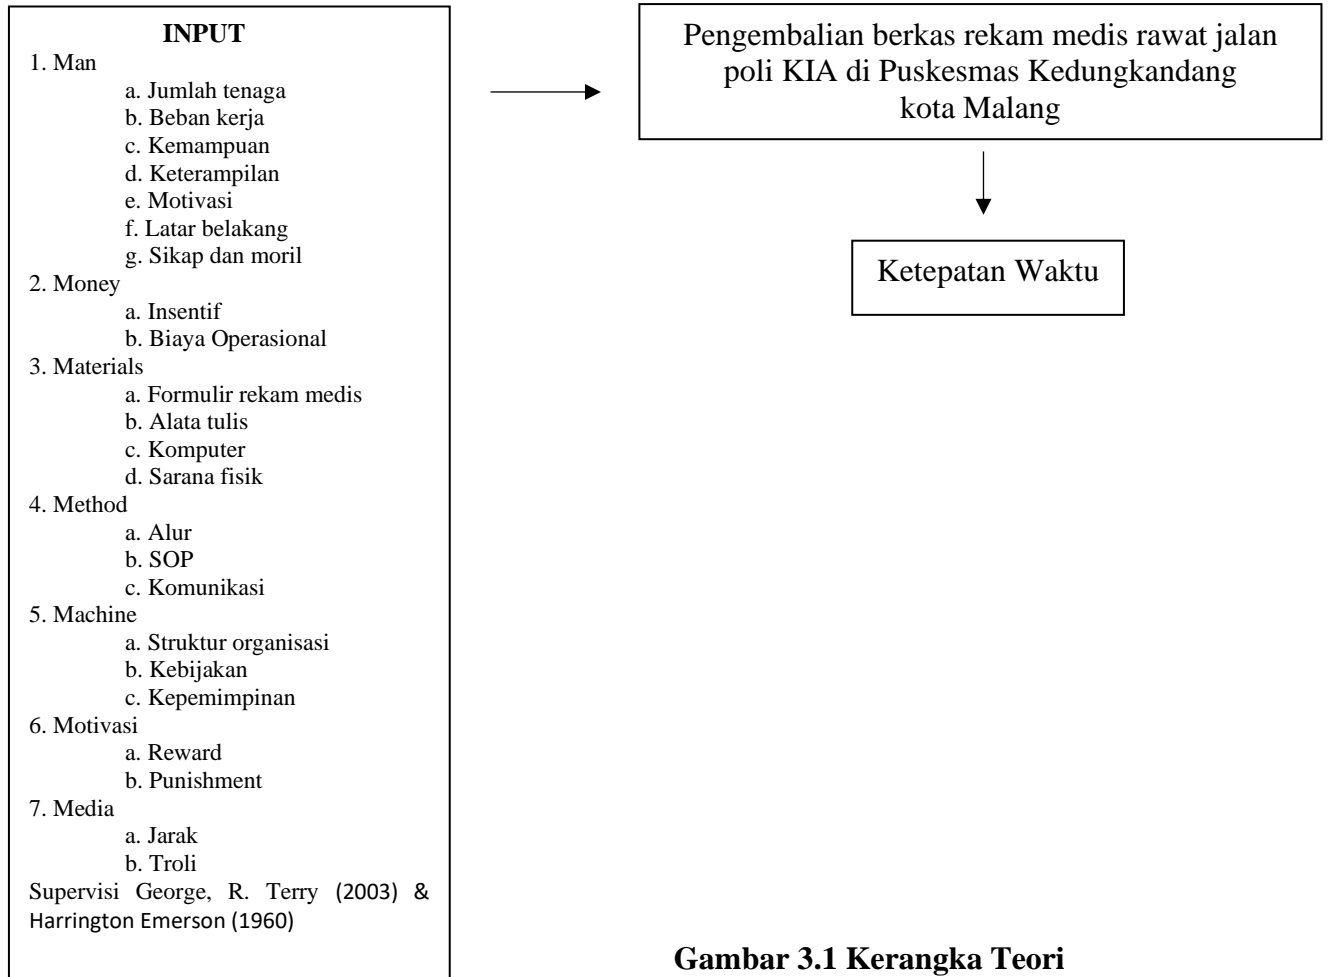 INPUT
1. Man
a. Jumlah tenaga
b. Beban kerja
c. Kemampuan
d. Keterampilan
e. Motivasi
f. Latar belakang
g. Sikap dan moril
2. Money
a. Insentif
b. Biaya Operasional
3. Materials
a. Formulir rekam medis
b. Alata tulis
c. Komputer
d. Sarana fisik
4. Method
a. Alur
b. SOP
c. Komunikasi
5. Machine
a. Struktur organisasi
b. Kebijakan
c. Kepemimpinan
6. Motivasi
a. Reward
b. Punishment
7. Media
a. Jarak
b. Troli
Supervisi George, R. Terry (2003) &
Harrington Emerson (1960)
Pengembalian berkas rekam medis rawat jalan
poli KIA di Puskesmas Kedungkandang
kota Malang
Ketepatan Waktu
Gambar 3.1 Kerangka Teori